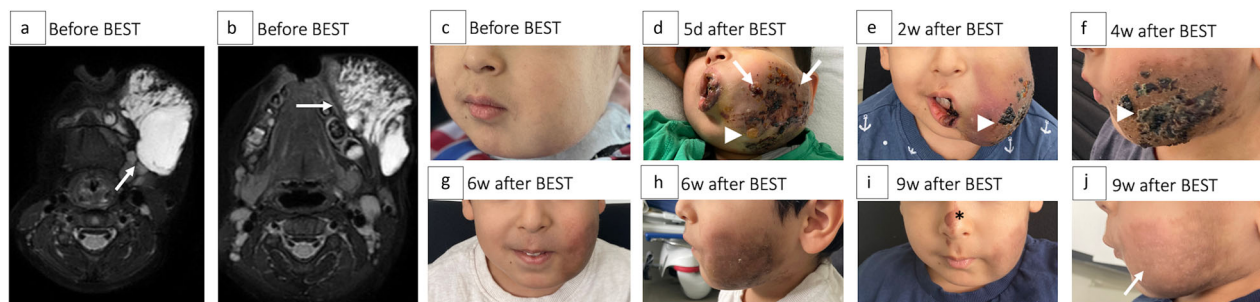 a Before BEST
b Before BEST
c Before BEST
d 5d after BEST
e 2w after BEST
f 4w after BEST
g 6w after BEST
h 6w after BEST
i 9w after BEST
j 9w after BEST
*